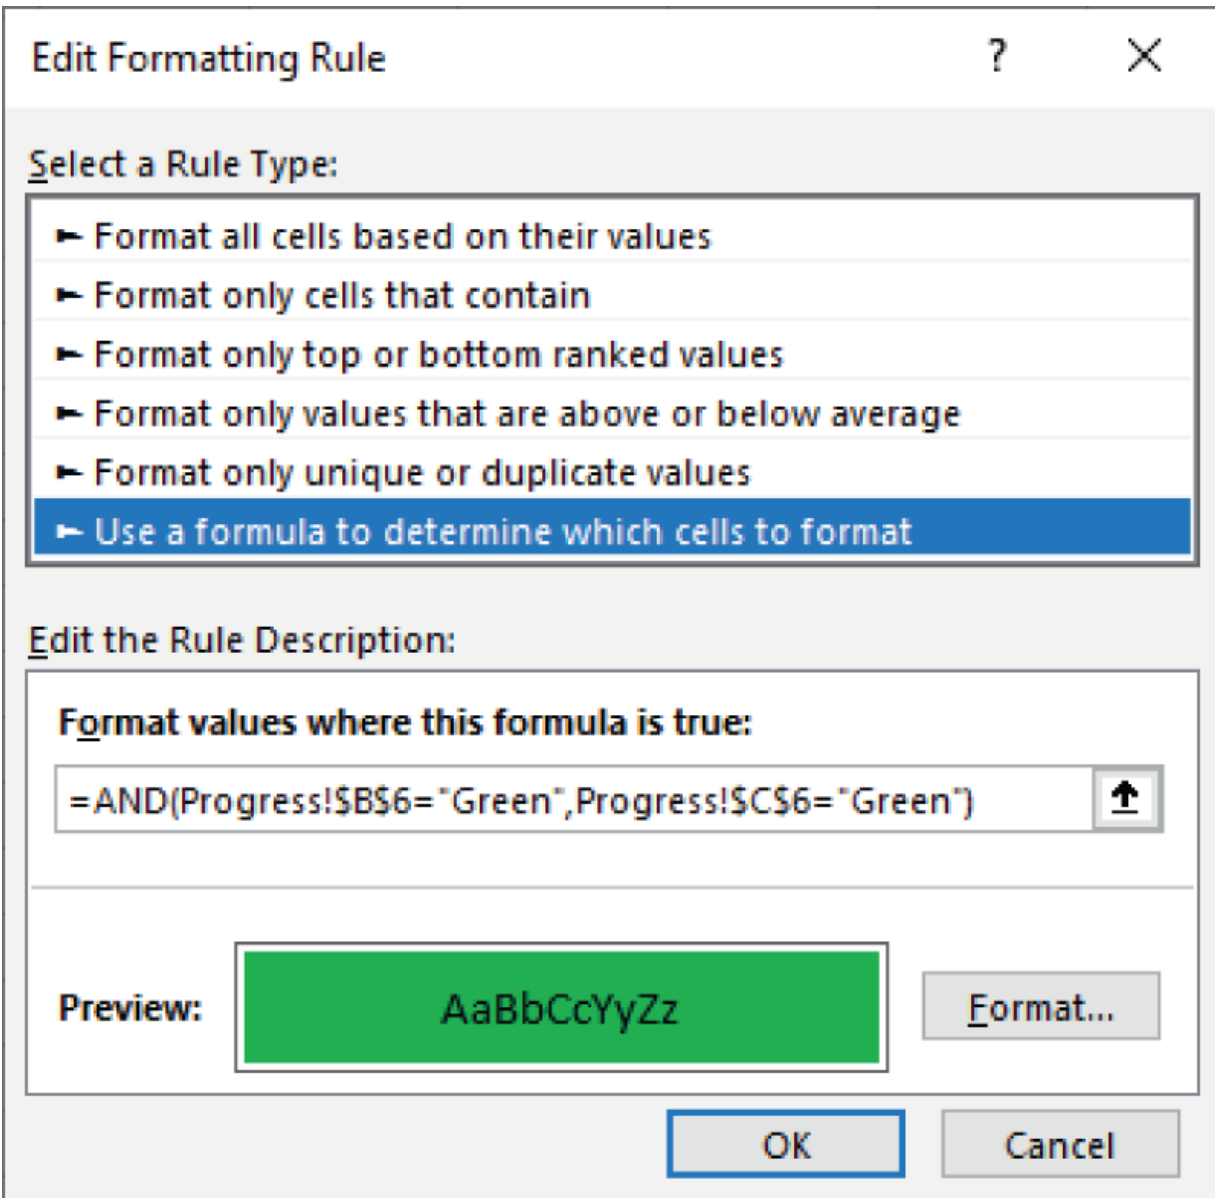 Edit Formatting Rule ? ×
Select a Rule Type:
► Format all cells based on their values
► Format only cells that contain
► Format only top or bottom ranked values
► Format only values that are above or below average
► Format only unique or duplicate values
► Use a formula to determine which cells to format
Edit the Rule Description:
Format values where this formula is true:
=AND(Progress!$B$6="Green",Progress!$C$6="Green")
Preview: AaBbCcYyZz Format...
OK Cancel